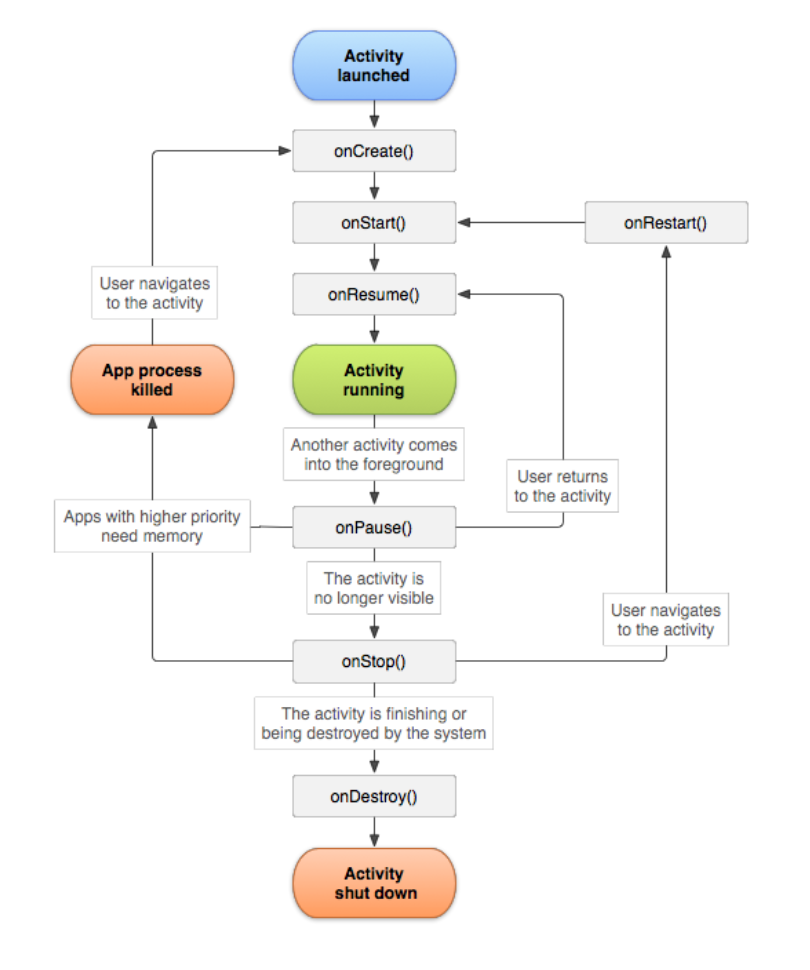 Activity
launched
onCreate()
onStart()
onRestart()
User navigates
to the activity
onResume()
App process
killed
Activity
running
Another activity comes
into the foreground
User returns
to the activity
Apps with higher priority
need memory
onPause()
The activity is
no longer visible
User navigates
to the activity
onStop()
The activity is finishing or
being destroyed by the system
onDestroy()
Activity
shut down